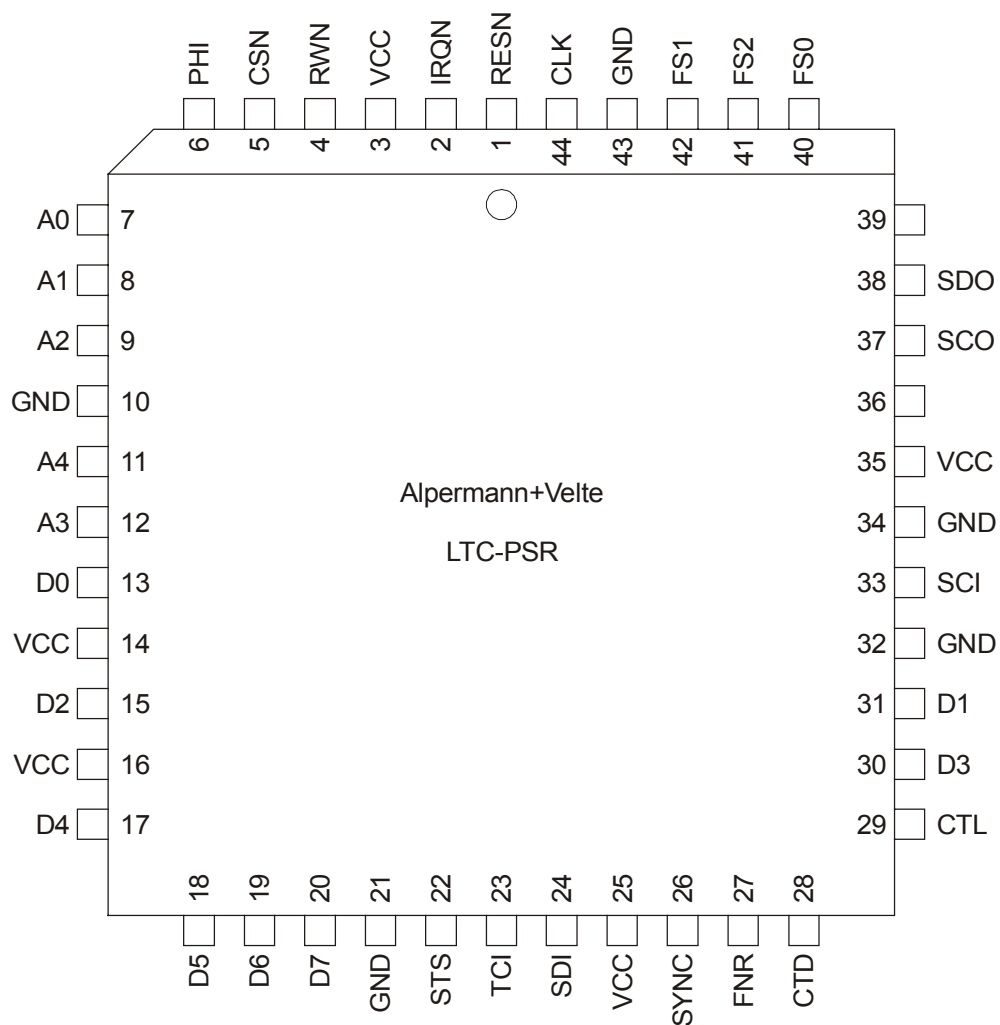 PHI CSN RWN VCC IRQN RESN CLK GND FS1 FS2 FS0
6 5 4 3 2 1 44 43 42 41 40
A0 7 39
A1 8 38 SDO
A2 9 37 SCO
GND 10 36
A4 11 35 VCC
Alpermann+Velte
A3 12 34 GND
LTC-PSR
D0 13 33 SCI
VCC 14 32 GND
D2 15 31 D1
VCC 16 30 D3
D4 17 29 CTL
18 19 20 21 22 23 24 25 26 27 28
D5 D6 D7 GND STS TCI SDI VCC SYNC FNR CTD